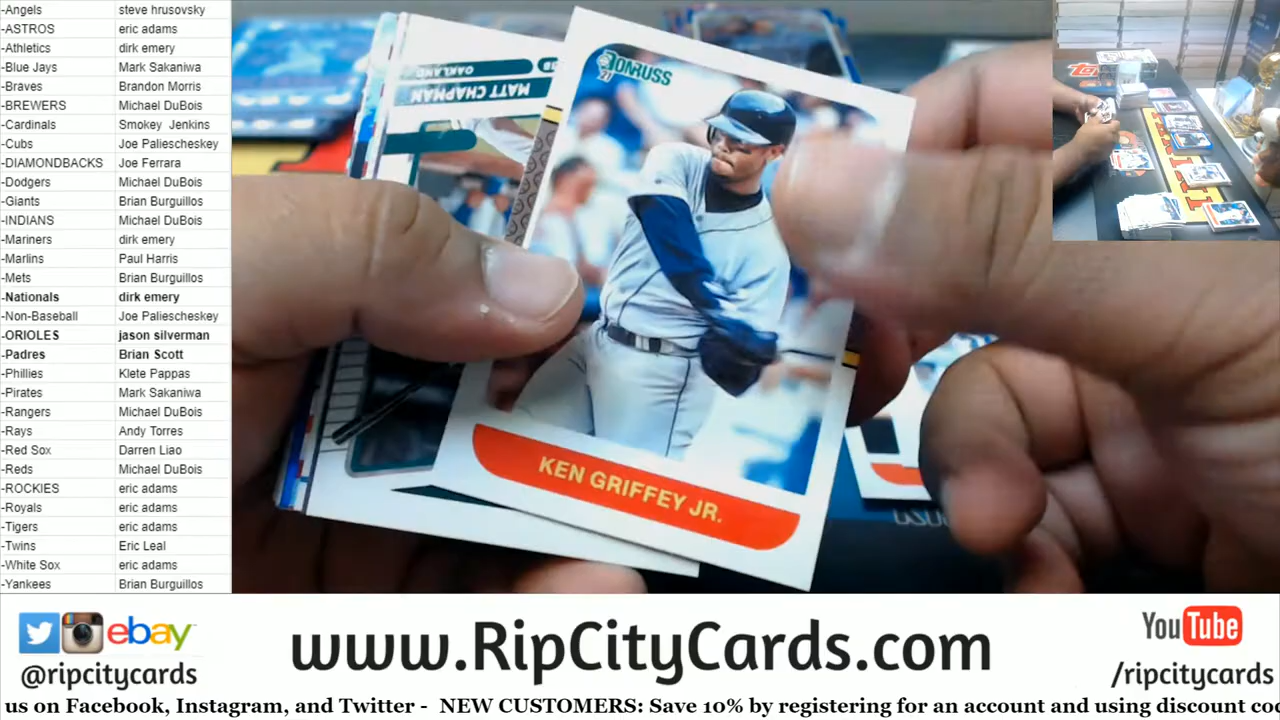 -Angels steve hrusovsky
-ASTROS eric adams
-Athletics dirk emery
-Blue Jays Mark Sakaniwa
-Braves Brandon Morris
-BREWERS Michael DuBois
-Cardinals Smokey Jenkins
-Cubs Joe Paliescheskey
-DIAMONDBACKS Joe Ferrara
-Dodgers Michael DuBois
-Giants Brian Burguillos
-INDIANS Michael DuBois
-Mariners dirk emery
-Marlins Paul Harris
-Mets Brian Burguillos
-Nationals dirk emery
-Non-Baseball Joe Paliescheskey
-ORIOLES jason silverman
-Padres Brian Scott
-Phillies Klete Pappas
-Pirates Mark Sakaniwa
-Rangers Michael DuBois
-Rays Andy Torres
-Red Sox Darren Liao
-Reds Michael DuBois
-ROCKIES eric adams
-Royals eric adams
-Tigers eric adams
-Twins Eric Leal
-White Sox eric adams
-Yankees Brian Burguillos
OAKLAND
MATT CHAPMAN
DONRUSS
KEN GRIFFEY JR.
ebay
@ripcitycards
www.RipCityCards.com
YouTube
/ripcitycards
us on Facebook, Instagram, and Twitter - NEW CUSTOMERS: Save 10% by registering for an account and using discount